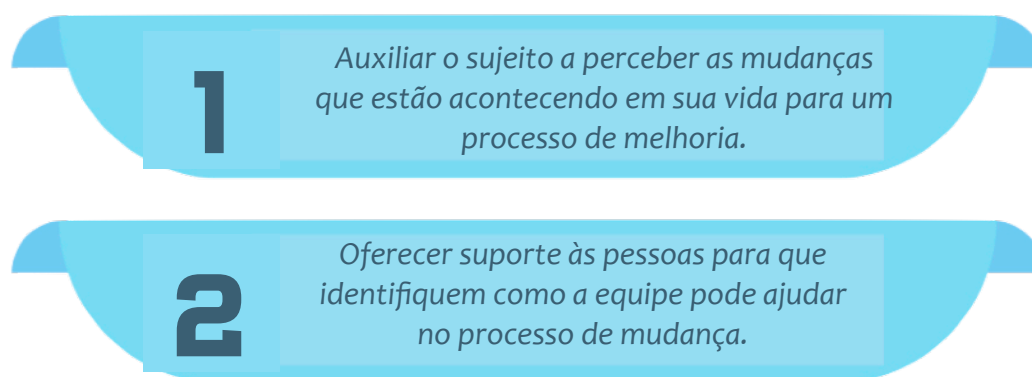 1
Auxiliar o sujeito a perceber as mudanças
que estão acontecendo em sua vida para um
processo de melhoria.
2
Oferecer suporte às pessoas para que
identifiquem como a equipe pode ajudar
no processo de mudança.